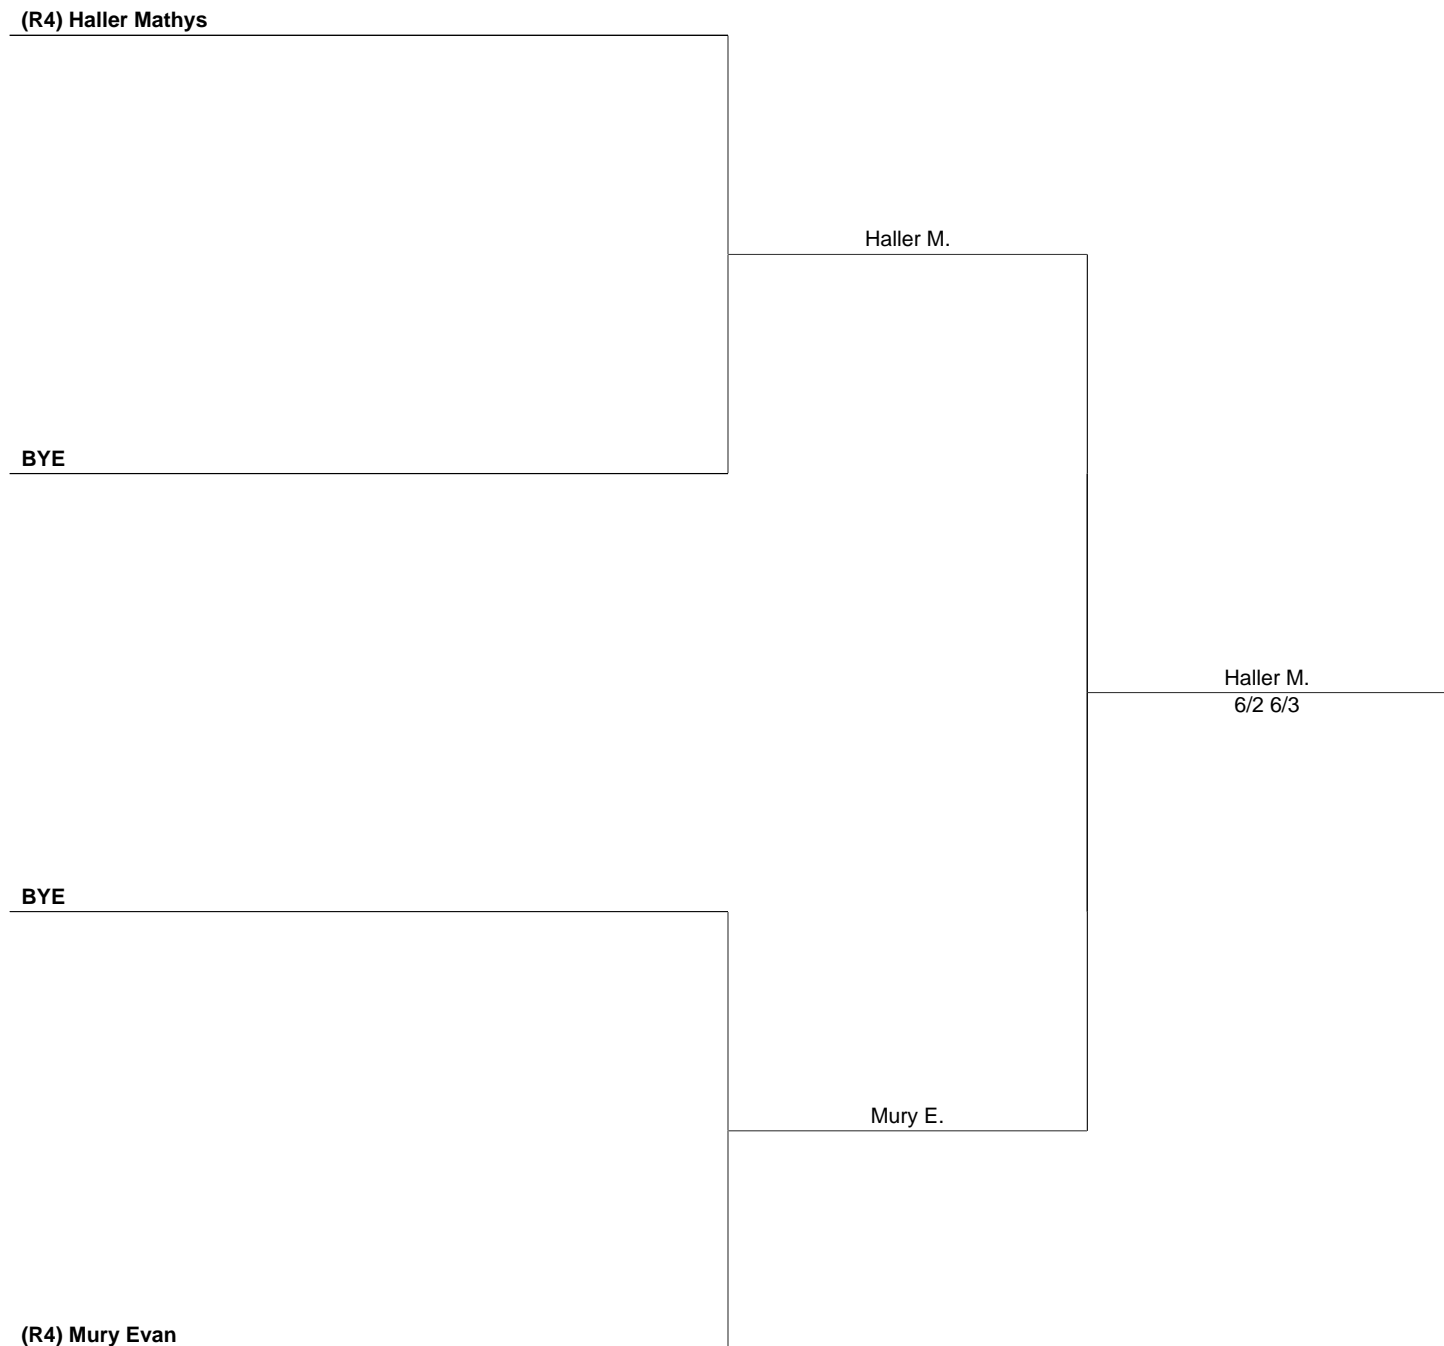 (R4) Haller Mathys
Haller M.
BYE
Haller M.
6/2 6/3
BYE
Mury E.
(R4) Mury Evan